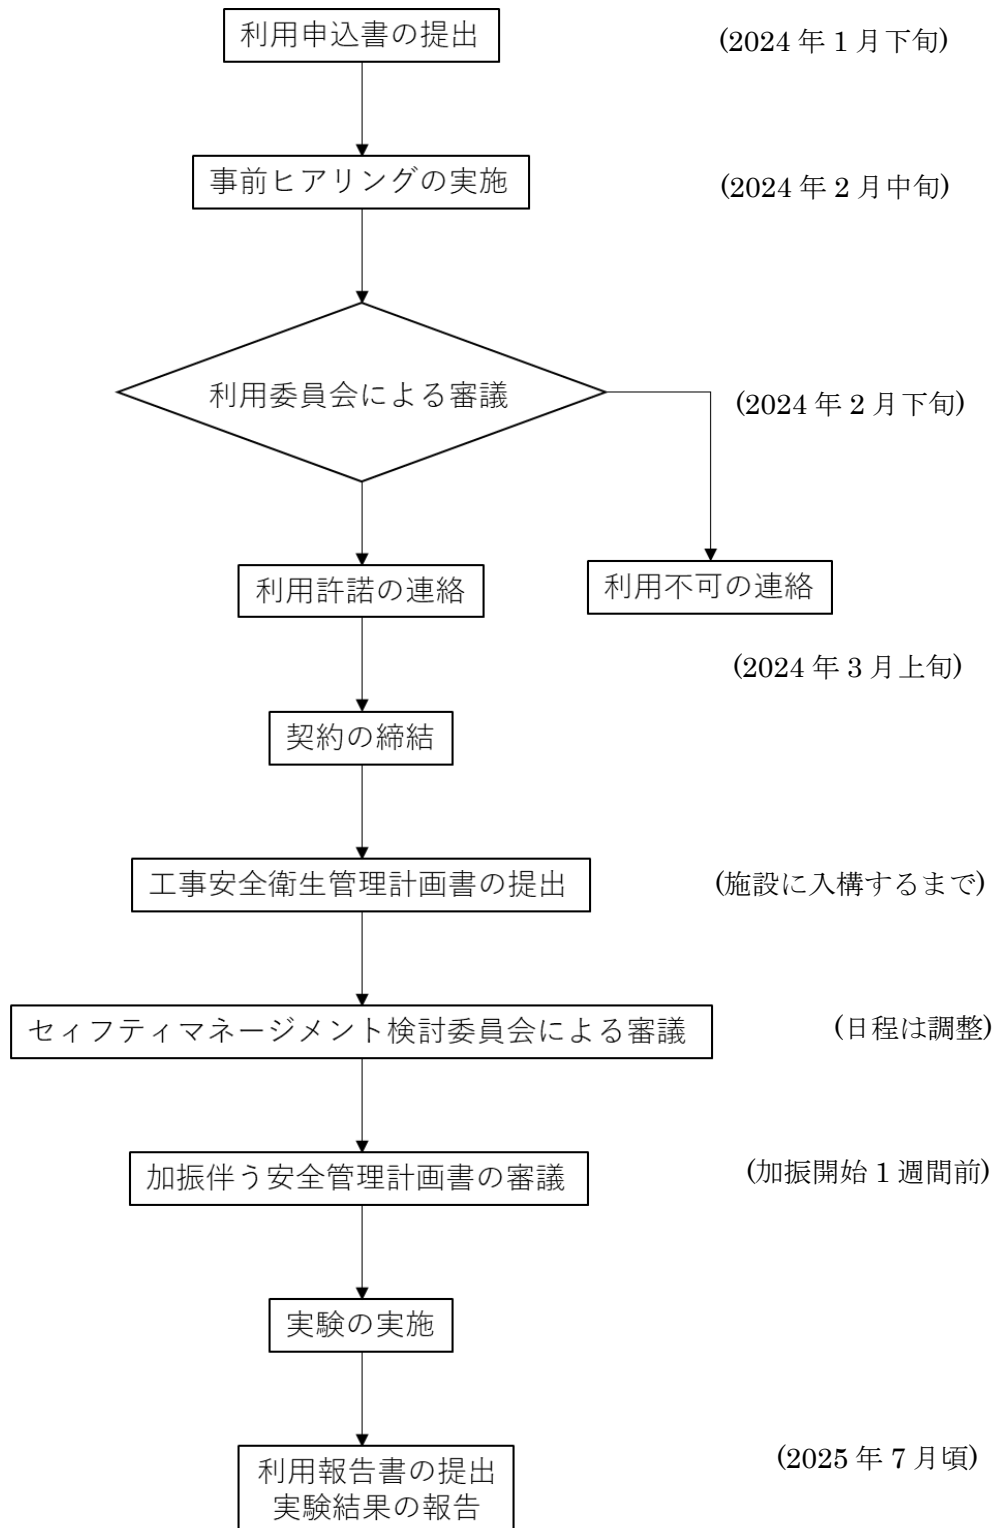 利用申込書の提出
(2024 年 1 月下旬)
事前ヒアリングの実施
(2024 年 2 月中旬)
利用委員会による審議
(2024 年 2 月下旬)
利用許諾の連絡
利用不可の連絡
(2024 年 3 月上旬)
契約の締結
工事安全衛生管理計画書の提出
(施設に入構するまで)
セィフティマネージメント検討委員会による審議
(日程は調整)
加振伴う安全管理計画書の審議
(加振開始 1 週間前)
実験の実施
利用報告書の提出
実験結果の報告
(2025 年 7 月頃)